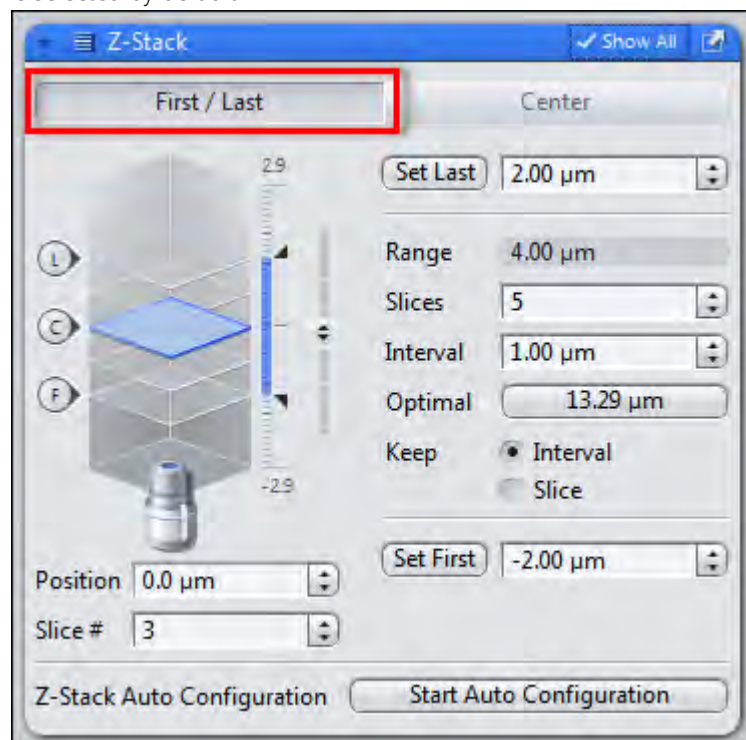 Z-Stack
Show All
First / Last
Center
2.9
Set Last 2.00 µm
L
Range 4.00 µm
Slices 5
C
Interval 1.00 µm
F
Optimal 13.29 µm
Keep Interval
-2.9
Slice
Set First -2.00 µm
Position 0.0 µm
Slice # 3
Z-Stack Auto Configuration Start Auto Configuration